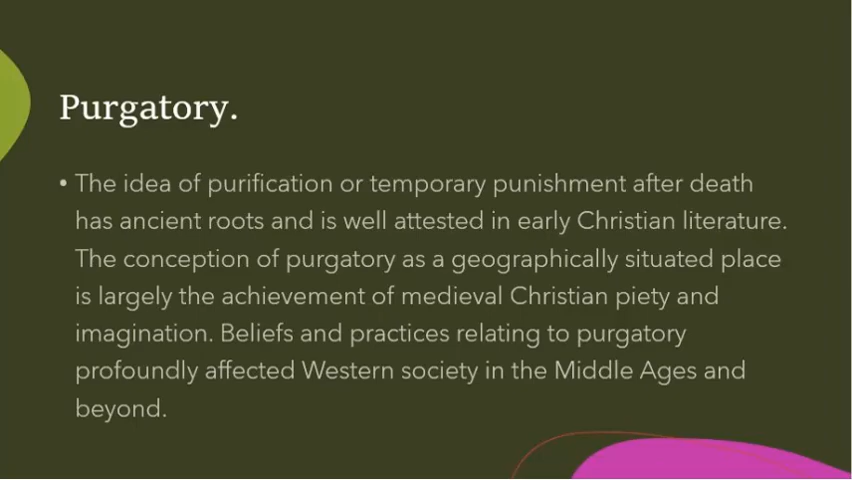 Purgatory.
• The idea of purification or temporary punishment after death
has ancient roots and is well attested in early Christian literature.
The conception of purgatory as a geographically situated place
is largely the achievement of medieval Christian piety and
imagination. Beliefs and practices relating to purgatory
profoundly affected Western society in the Middle Ages and
beyond.